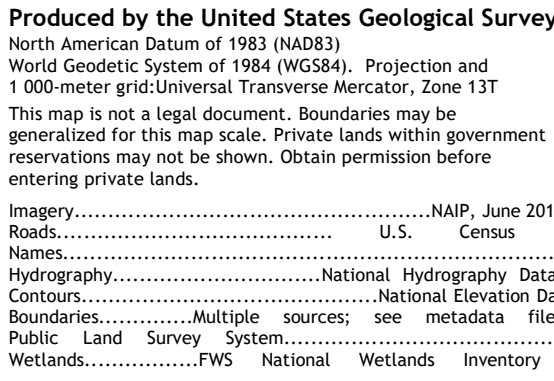 Produced by the United States Geological Survey
North American Datum of 1983 (NAD83)
World Geodetic System of 1984 (WGS84). Projection and
1 000-meter grid:Universal Transverse Mercator, Zone 13T
This map is not a legal document. Boundaries may be
generalized for this map scale. Private lands within government
reservations may not be shown. Obtain permission before
entering private lands.
Imagery..................................................NAIP, June 201
Roads....................................... U.S. Census
Names......................................................................
Hydrography.............................National Hydrography Data
Contours..........................................National Elevation Da
Boundaries.............Multiple sources; see metadata file
Public Land Survey System......................................
Wetlands................FWS National Wetlands Inventory